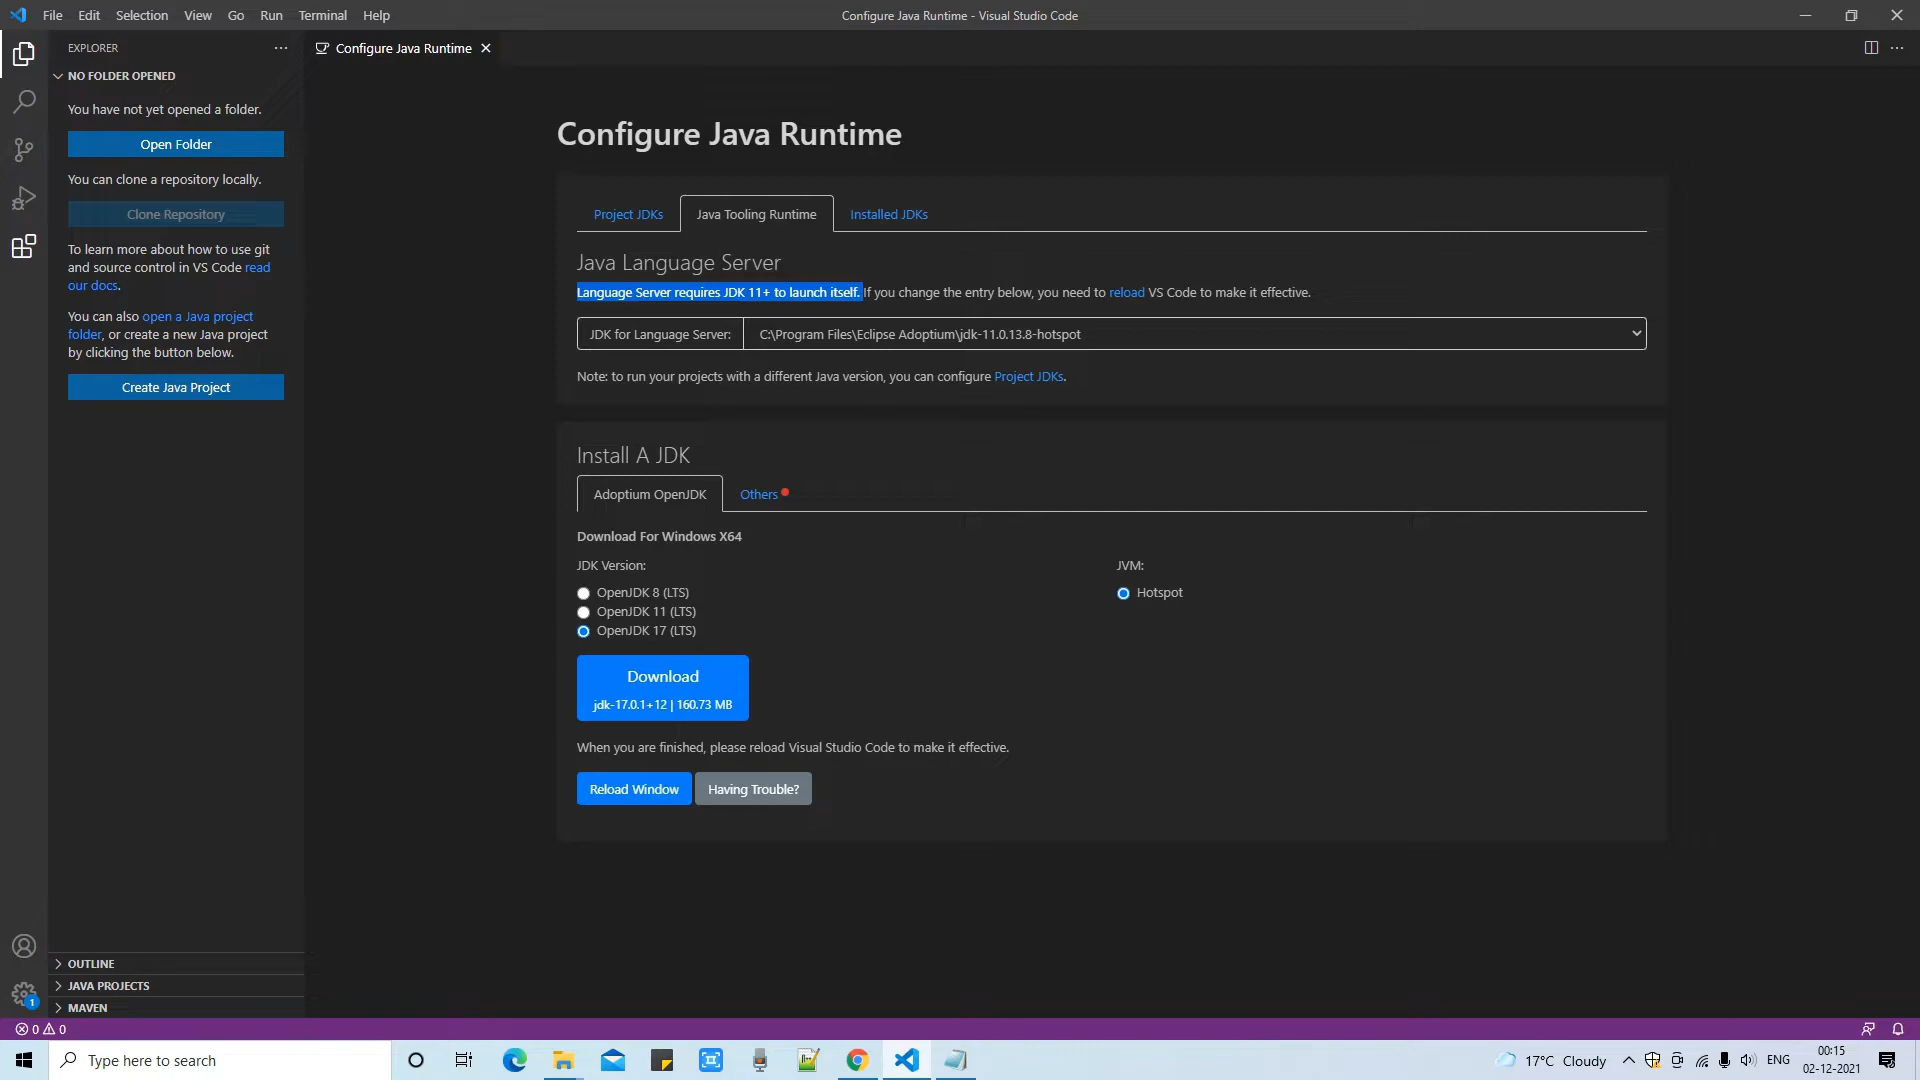 File Edit Selection View Go Run Terminal Help
Configure Java Runtime - Visual Studio Code
EXPLORER
Configure Java Runtime
NO FOLDER OPENED
You have not yet opened a folder.
Open Folder
You can clone a repository locally.
Clone Repository
To learn more about how to use git
and source control in VS Code read
our docs.
You can also open a Java project
folder, or create a new Java project
by clicking the button below.
Create Java Project
OUTLINE
JAVA PROJECTS
MAVEN
Configure Java Runtime
Project JDKs Java Tooling Runtime Installed JDKs
Java Language Server
Language Server requires JDK 11+ to launch itself. If you change the entry below, you need to reload VS Code to make it effective.
JDK for Language Server: C:\Program Files\Eclipse Adoptium\jdk-11.0.13.8-hotspot
Note: to run your projects with a different Java version, you can configure Project JDKs.
Install A JDK
Adoptium OpenJDK Others
Download For Windows X64
JDK Version:
OpenJDK 8 (LTS)
OpenJDK 11 (LTS)
OpenJDK 17 (LTS)
JVM:
Hotspot
Download
jdk-17.0.1+12 | 160.73 MB
When you are finished, please reload Visual Studio Code to make it effective.
Reload Window Having Trouble?
1
0 0
Type here to search
17°C Cloudy
ENG
00:15
02-12-2021